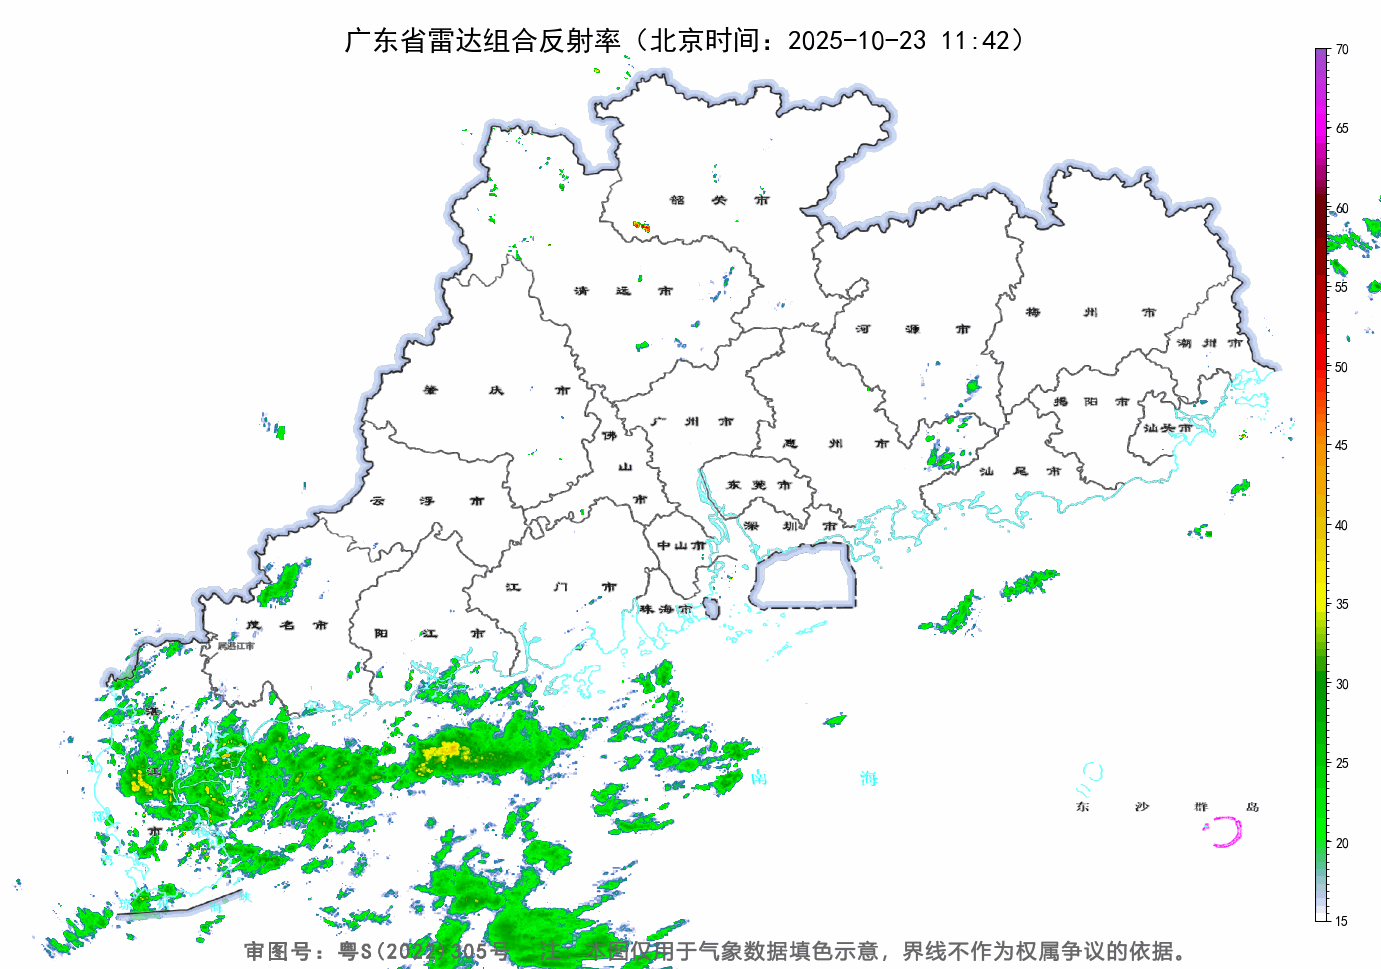 广东省雷达组合反射率（北京时间：2025-10-23 11:42）
70
65
60
55
50
45
40
35
30
25
20
15
韶 关 市
清 远 市
河 源 市
梅 州 市
潮 州 市
肇 庆 市
广 州 市
揭 阳 市
汕头市
佛
山
市
惠 州 市
汕 尾 市
云 浮 市
东 莞 市
深 圳 市
中山市
江 门 市
珠海市
茂 名 市
阳 江 市
属湛江市
湛
江
市
南 海
东 沙 群 岛
审图号：粤S(2022)305号 注：本图仅用于气象数据填色示意，界线不作为权属争议的依据。